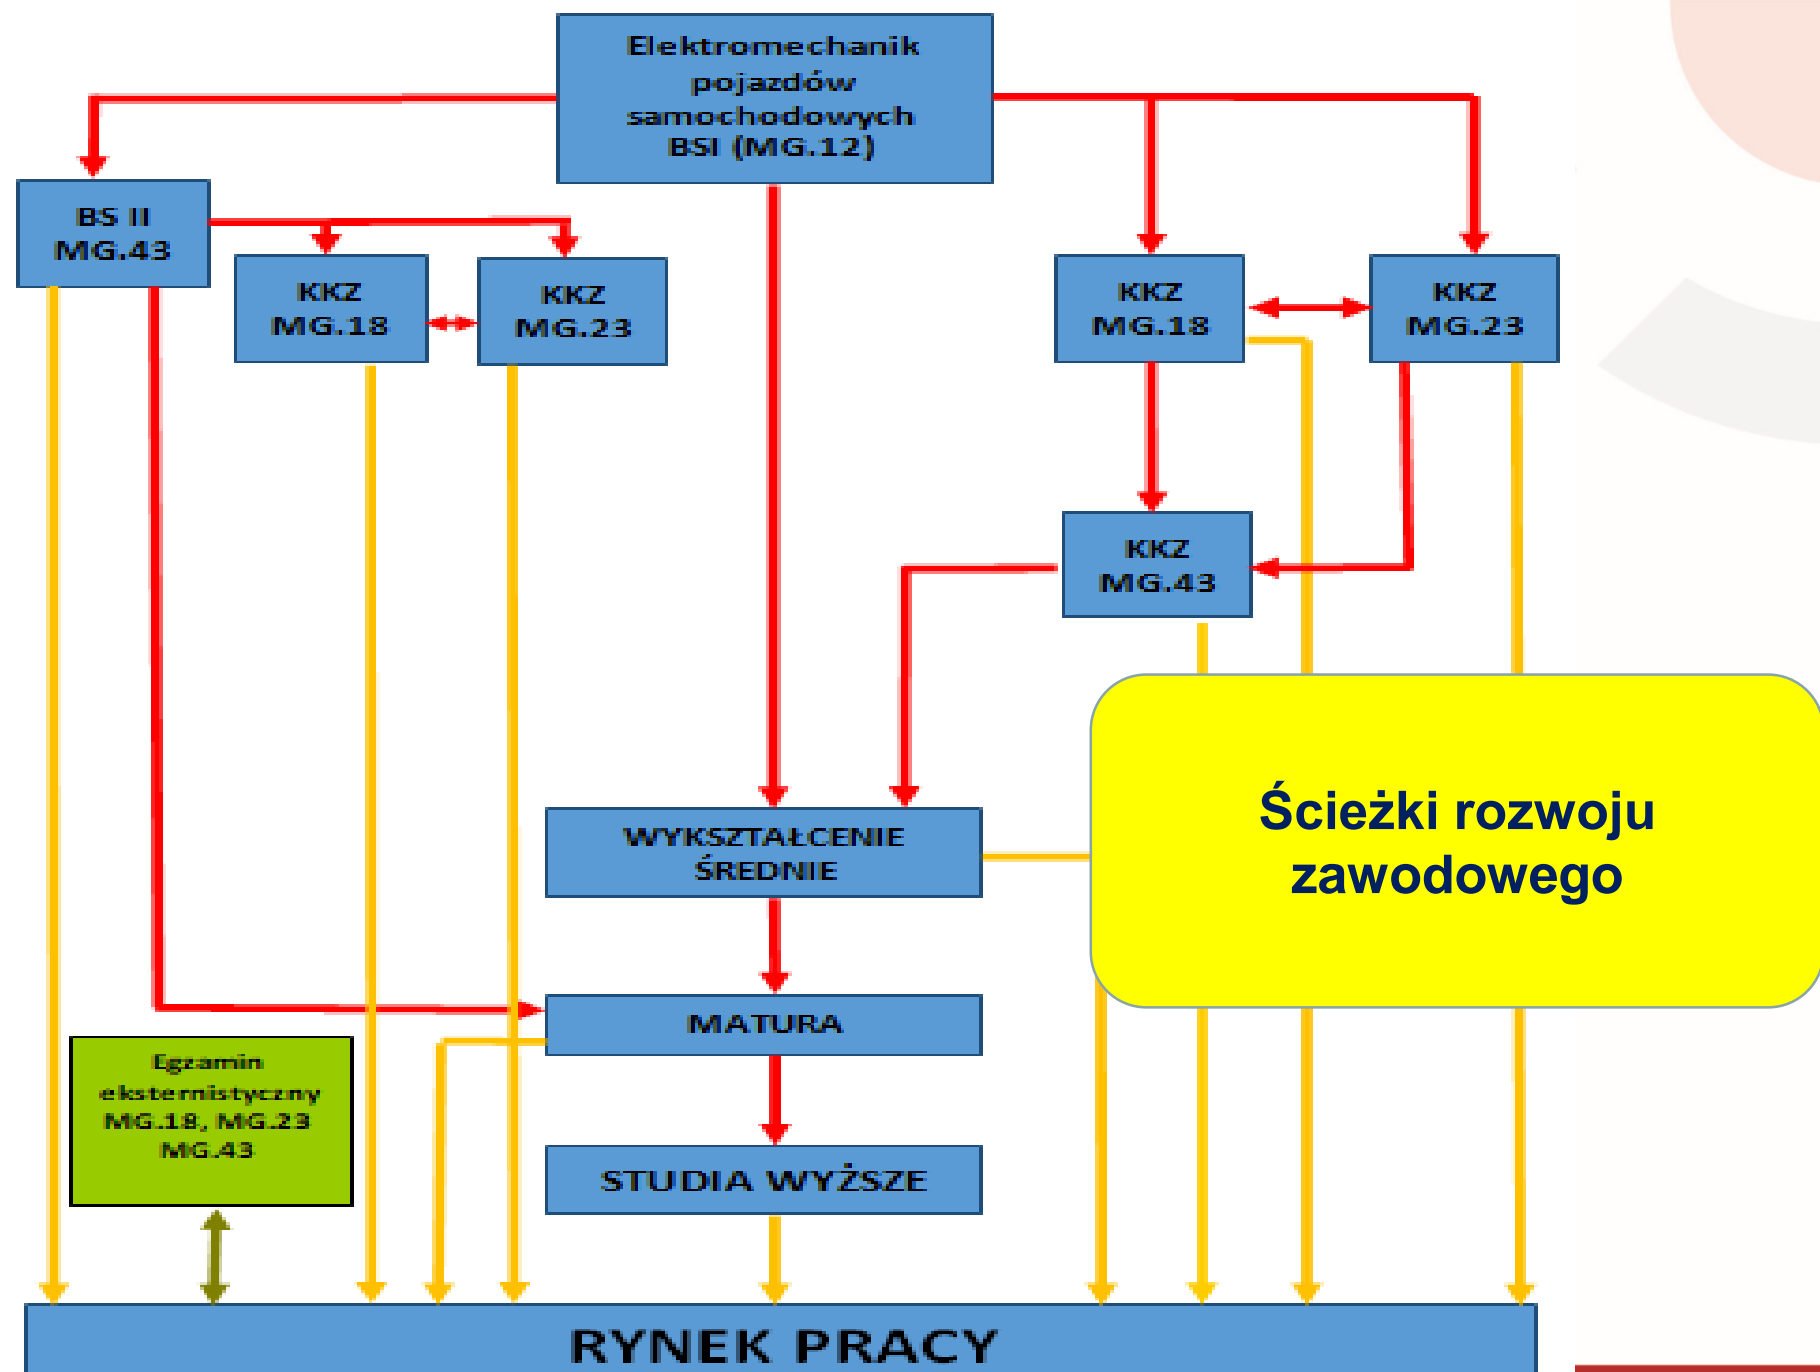 Elektromechanik
pojazdów
samochodowych
BSI (MG.12)
BS II
MG.43
KKZ
MG.18
KKZ
MG.23
KKZ
MG.18
KKZ
MG.23
KKZ
MG.43
Ścieżki rozwoju
zawodowego
WYKSZTAŁCENIE
ŚREDNIE
MATURA
Egzamin
eksternistyczny
MG.18, MG.23
MG.43
STUDIA WYŻSZE
RYNEK PRACY